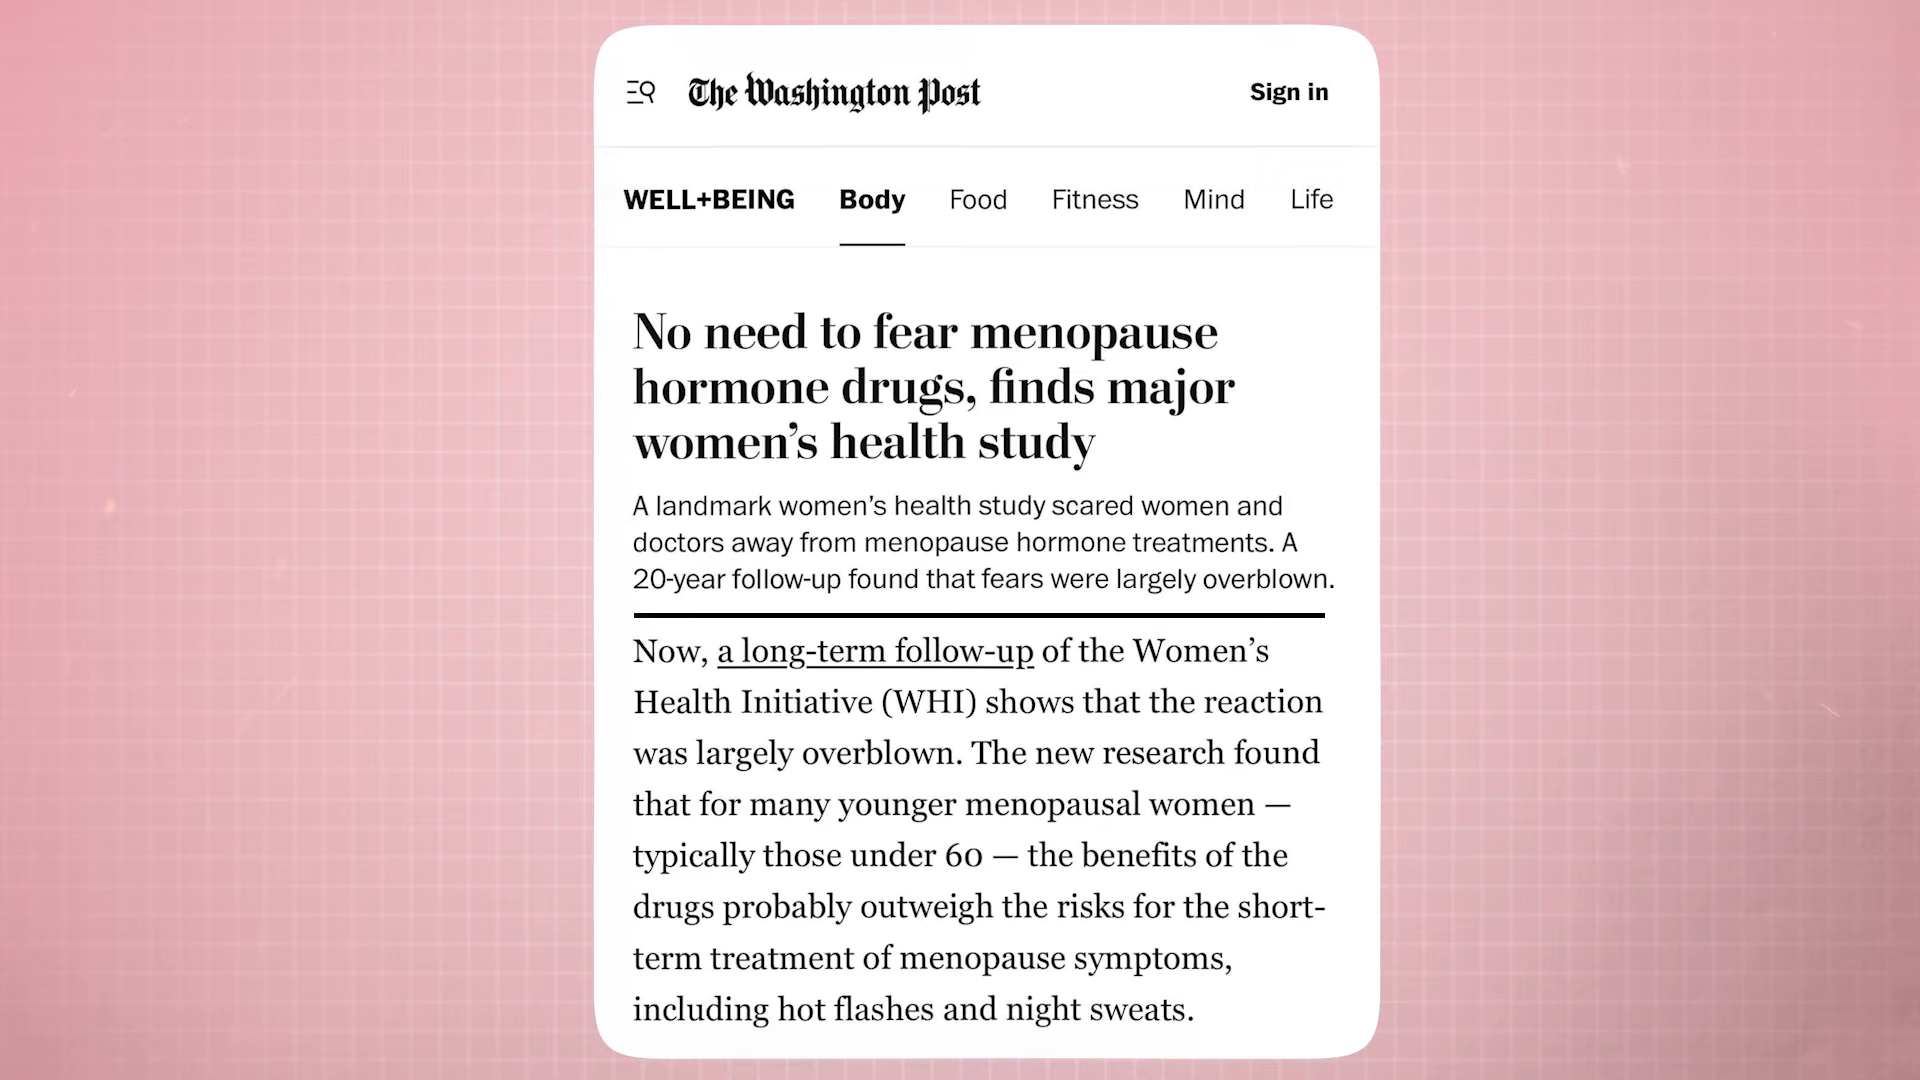 The Washington Post
Sign in
WELL+BEING Body Food Fitness Mind Life
No need to fear menopause
hormone drugs, finds major
women’s health study
A landmark women’s health study scared women and
doctors away from menopause hormone treatments. A
20-year follow-up found that fears were largely overblown.
Now, a long-term follow-up of the Women’s
Health Initiative (WHI) shows that the reaction
was largely overblown. The new research found
that for many younger menopausal women —
typically those under 60 — the benefits of the
drugs probably outweigh the risks for the short-
term treatment of menopause symptoms,
including hot flashes and night sweats.